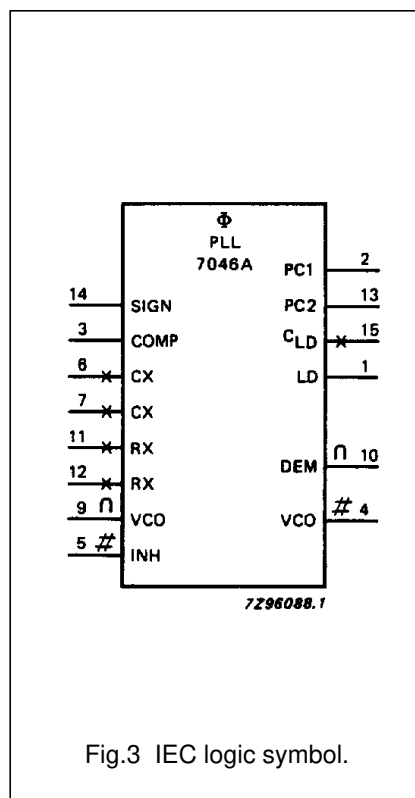 Φ
PLL
7046A
PC1 2
14 SIGN
PC2 13
3 COMP
CLD 15
6 CX
LD 1
7 CX
11 RX
DEM ∩ 10
12 RX
9 ∩ VCO
VCO # 4
5 # INH
7Z96088.1
Fig.3 IEC logic symbol.